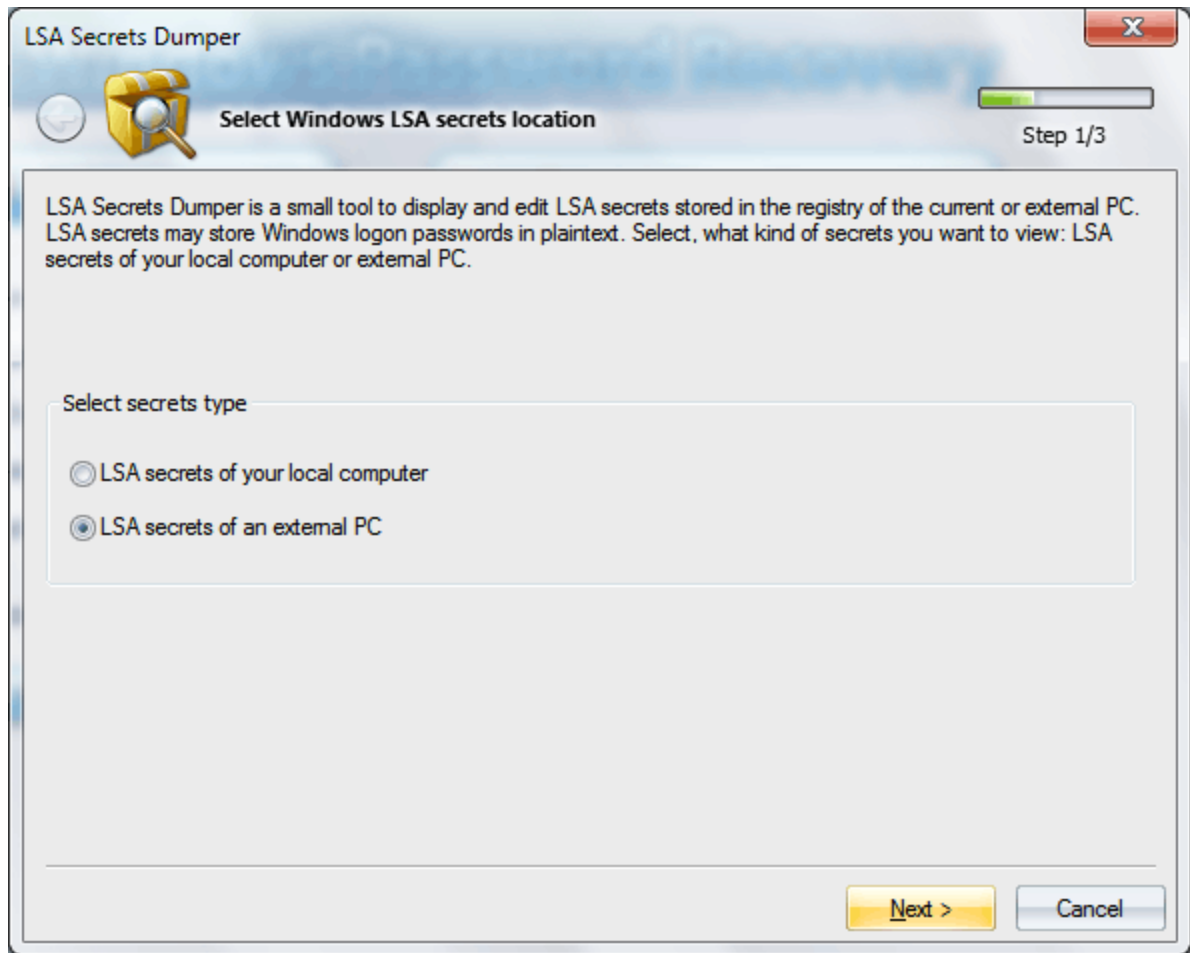 LSA Secrets Dumper
Select Windows LSA secrets location
Step 1/3
LSA Secrets Dumper is a small tool to display and edit LSA secrets stored in the registry of the current or external PC.
LSA secrets may store Windows logon passwords in plaintext. Select, what kind of secrets you want to view: LSA
secrets of your local computer or external PC.
Select secrets type
LSA secrets of your local computer
LSA secrets of an external PC
Next >
Cancel